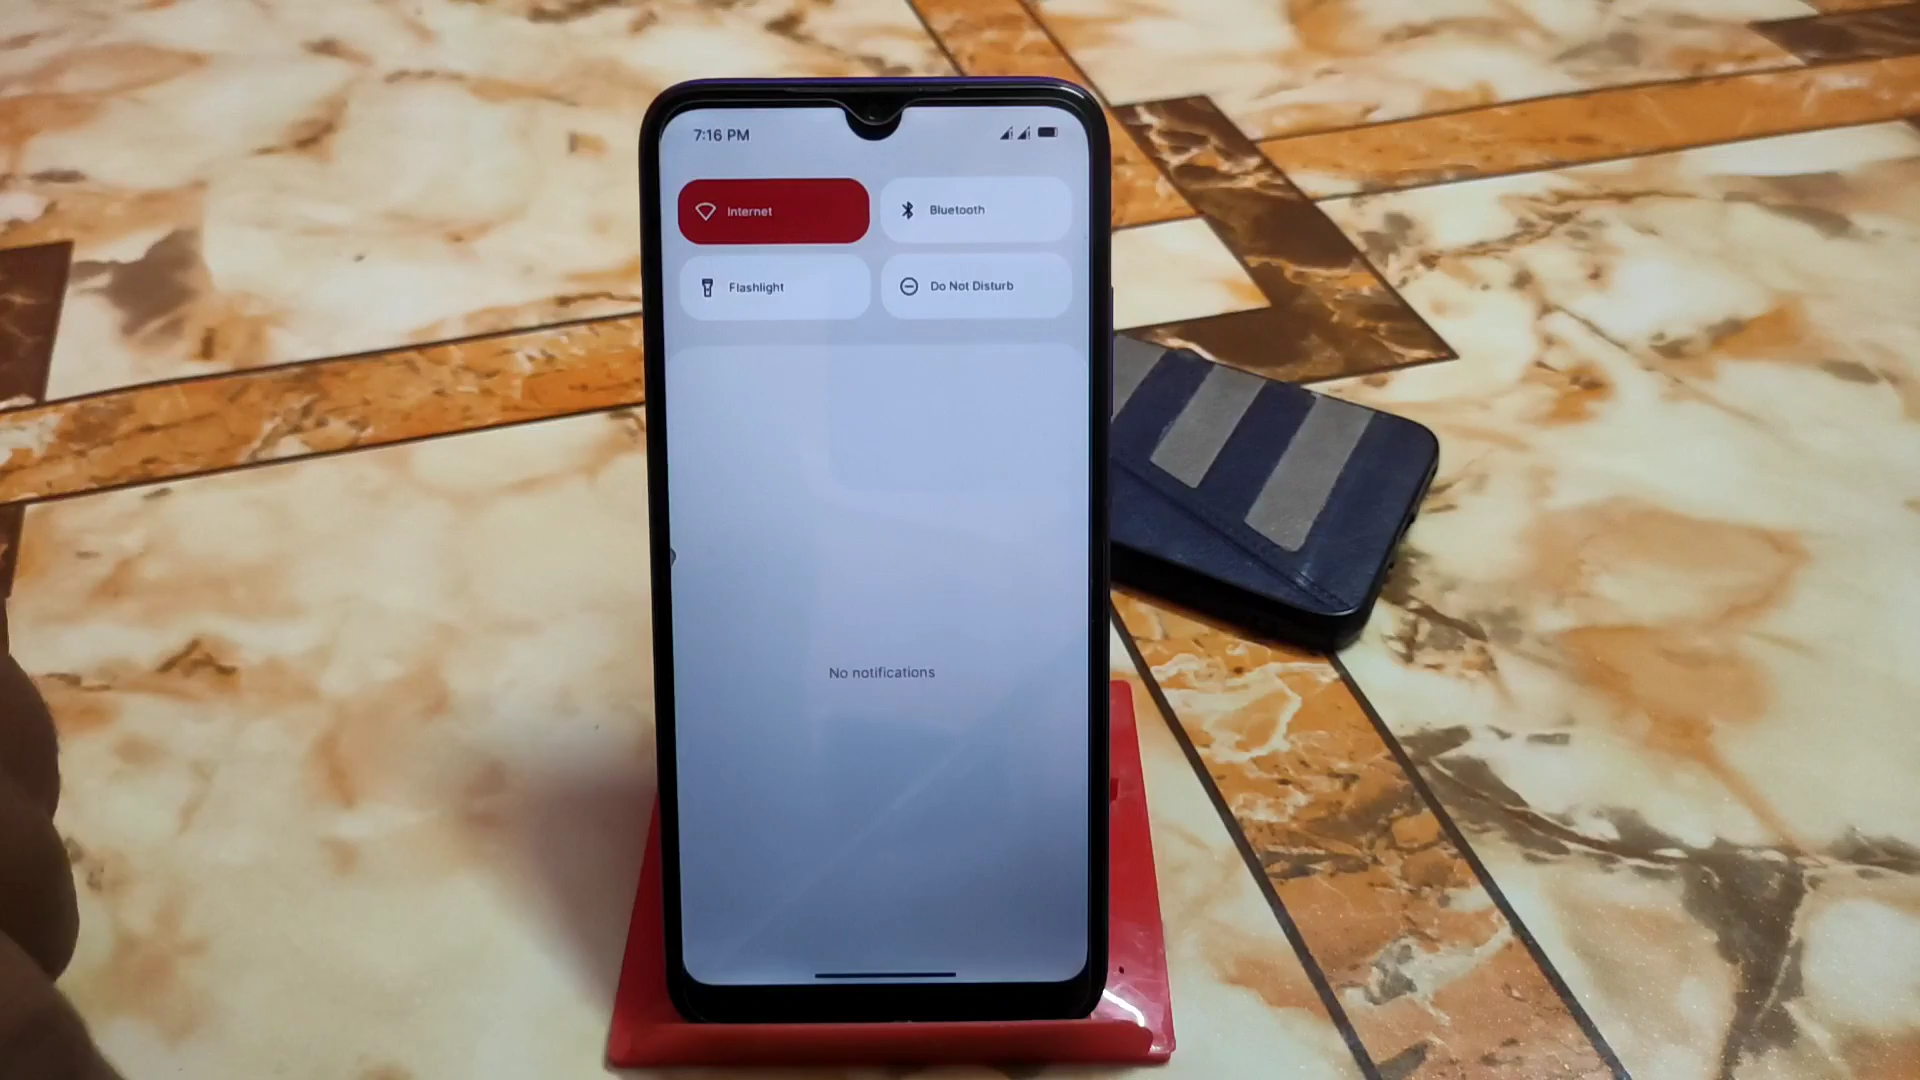 7:16 PM
Internet
Bluetooth
Flashlight
Do Not Disturb
No notifications